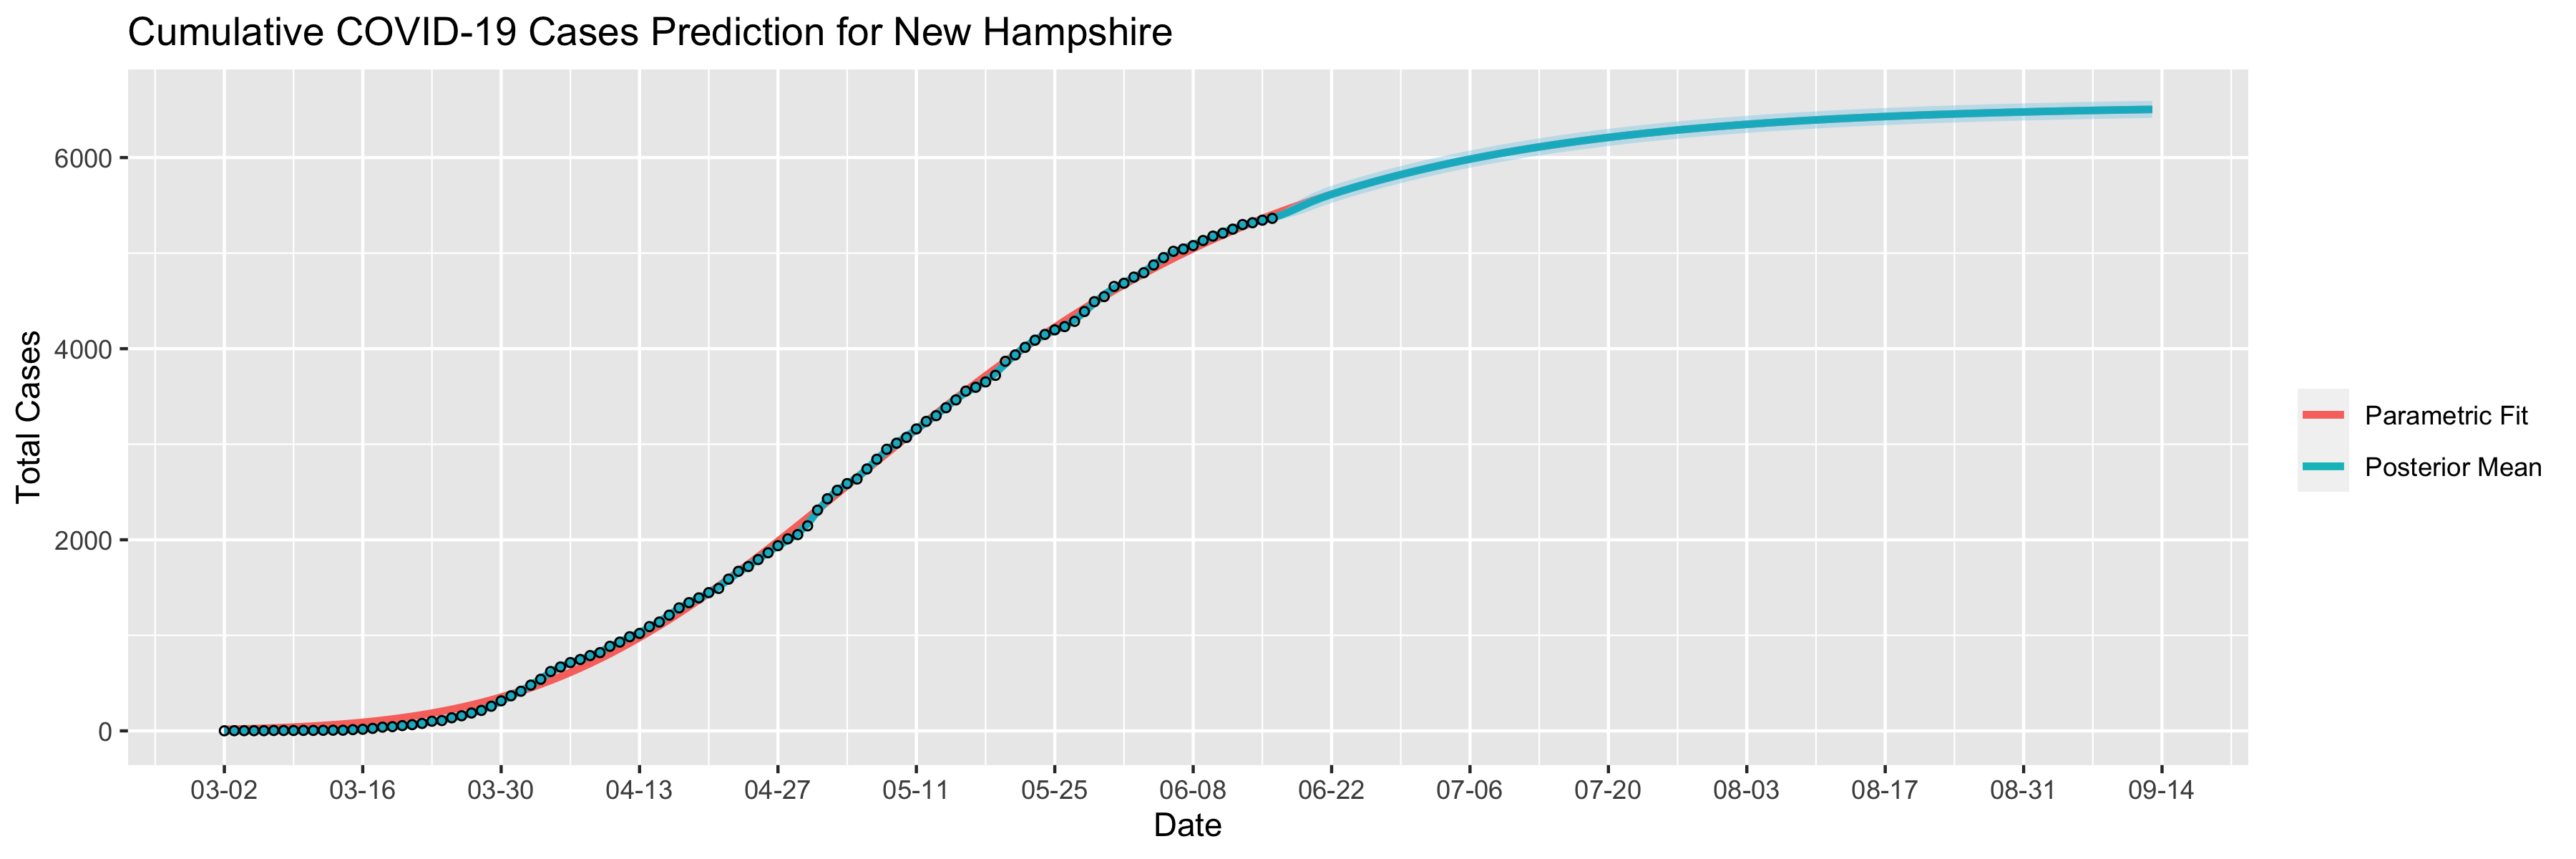 Cumulative COVID-19 Cases Prediction for New Hampshire
Total Cases
6000
4000
2000
0
03-02 03-16 03-30 04-13 04-27 05-11 05-25 06-08 06-22 07-06 07-20 08-03 08-17 08-31 09-14
Date
Parametric Fit
Posterior Mean